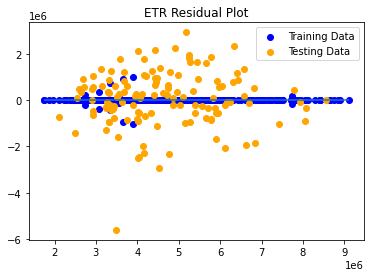 ETR Residual Plot
1e6
Training Data
Testing Data
2
0
−2
−4
−6
2 3 4 5 6 7 8 9
1e6